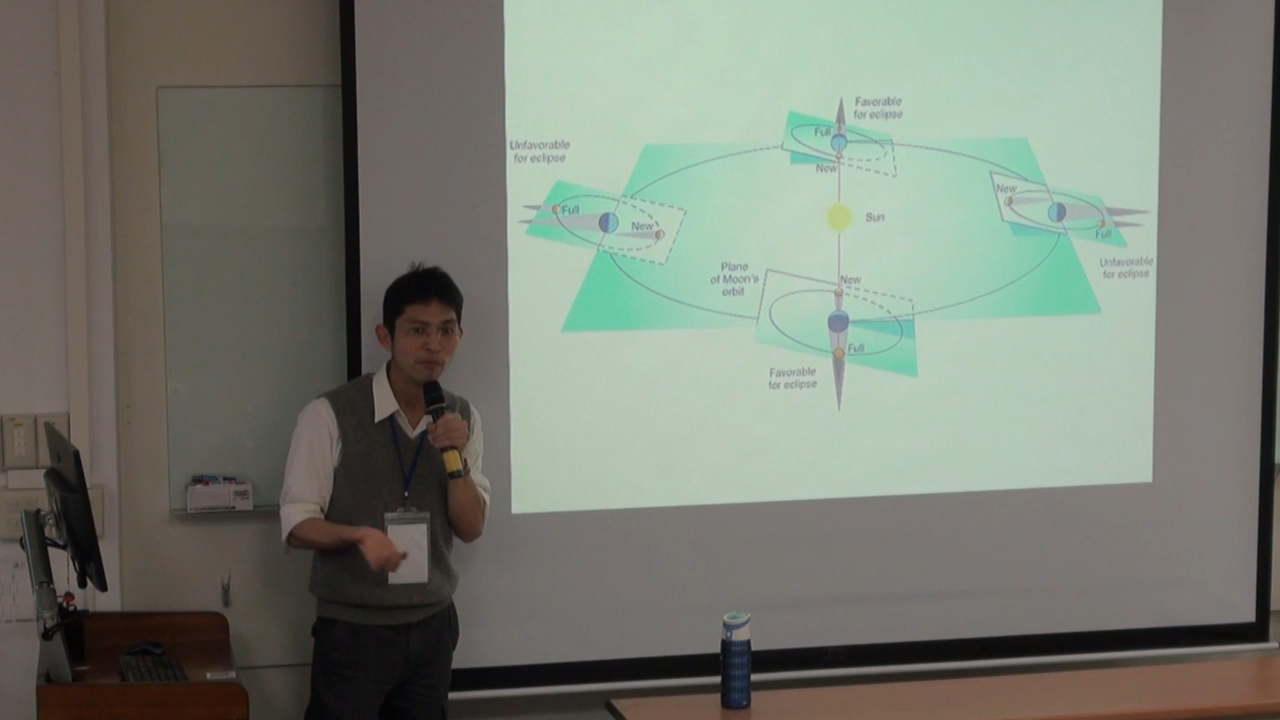 Favorable
for eclipse
Full
New
Unfavorable
for eclipse
Full
New
Sun
New
Full
Unfavorable
for eclipse
Plane
of Moon's
orbit
New
Full
Favorable
for eclipse